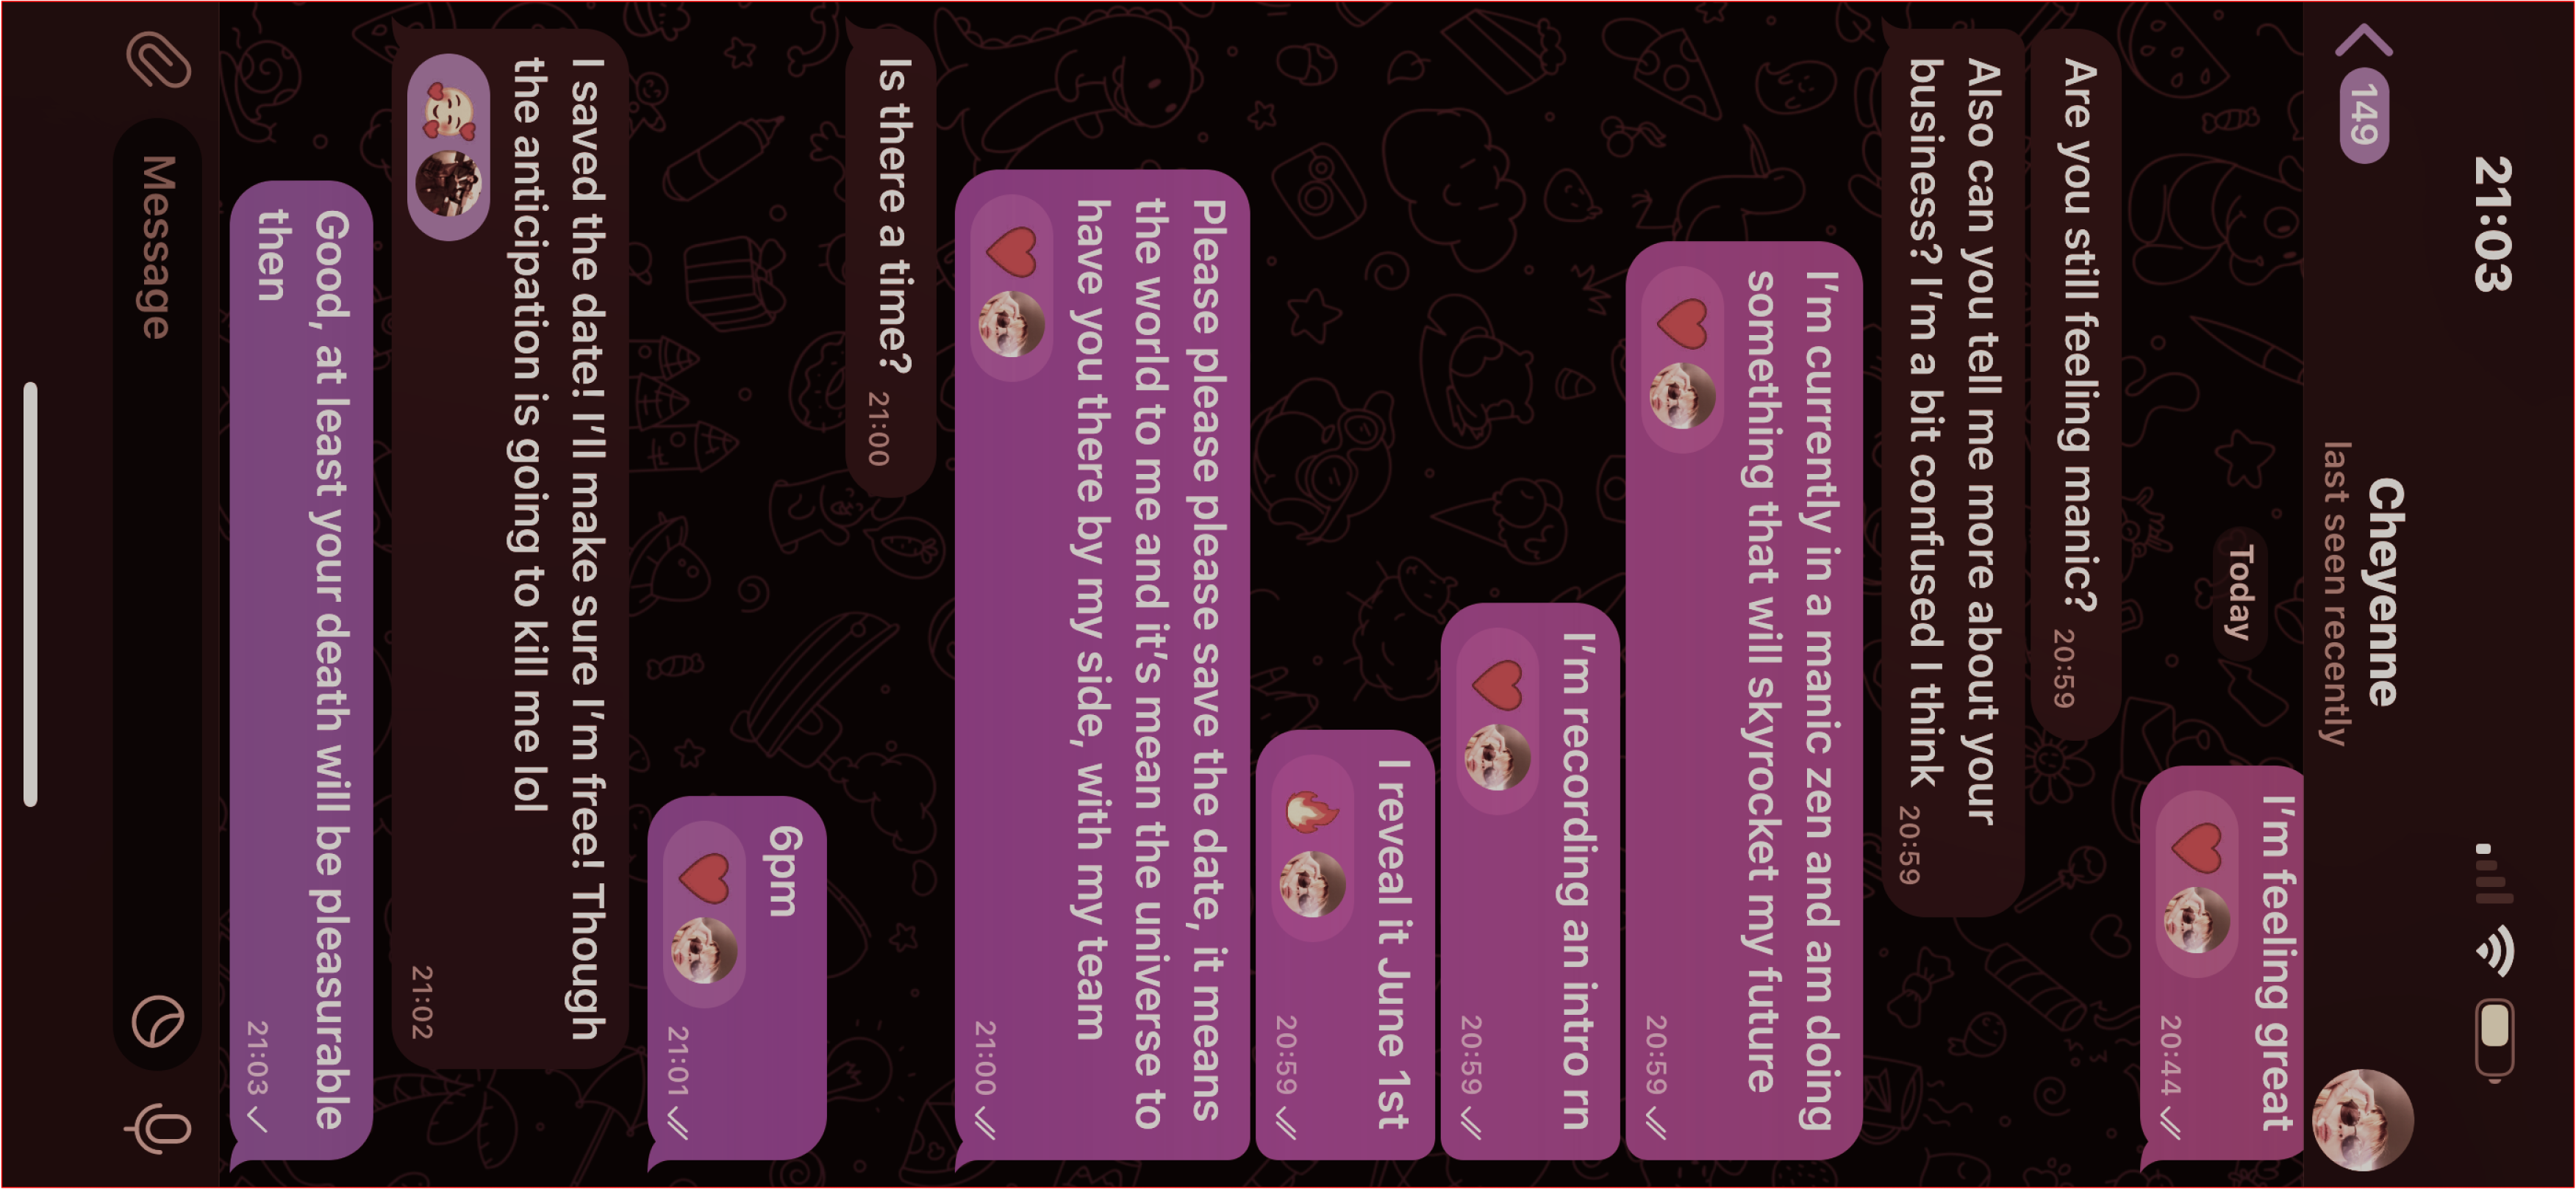 21:03
149
Cheyenne
last seen recently
I'm feeling great
20:44
Today
Are you still feeling manic? 20:59
Also can you tell me more about your
business? I'm a bit confused I think 20:59
I'm currently in a manic zen and am doing
something that will skyrocket my future
20:59
I'm recording an intro rn
20:59
I reveal it June 1st
20:59
Please please please save the date, it means
the world to me and it's mean the universe to
have you there by my side, with my team
21:00
Is there a time? 21:00
6pm
21:01
I saved the date! I'll make sure I'm free! Though
the anticipation is going to kill me lol
21:02
Good, at least your death will be pleasurable
then
21:03
Message